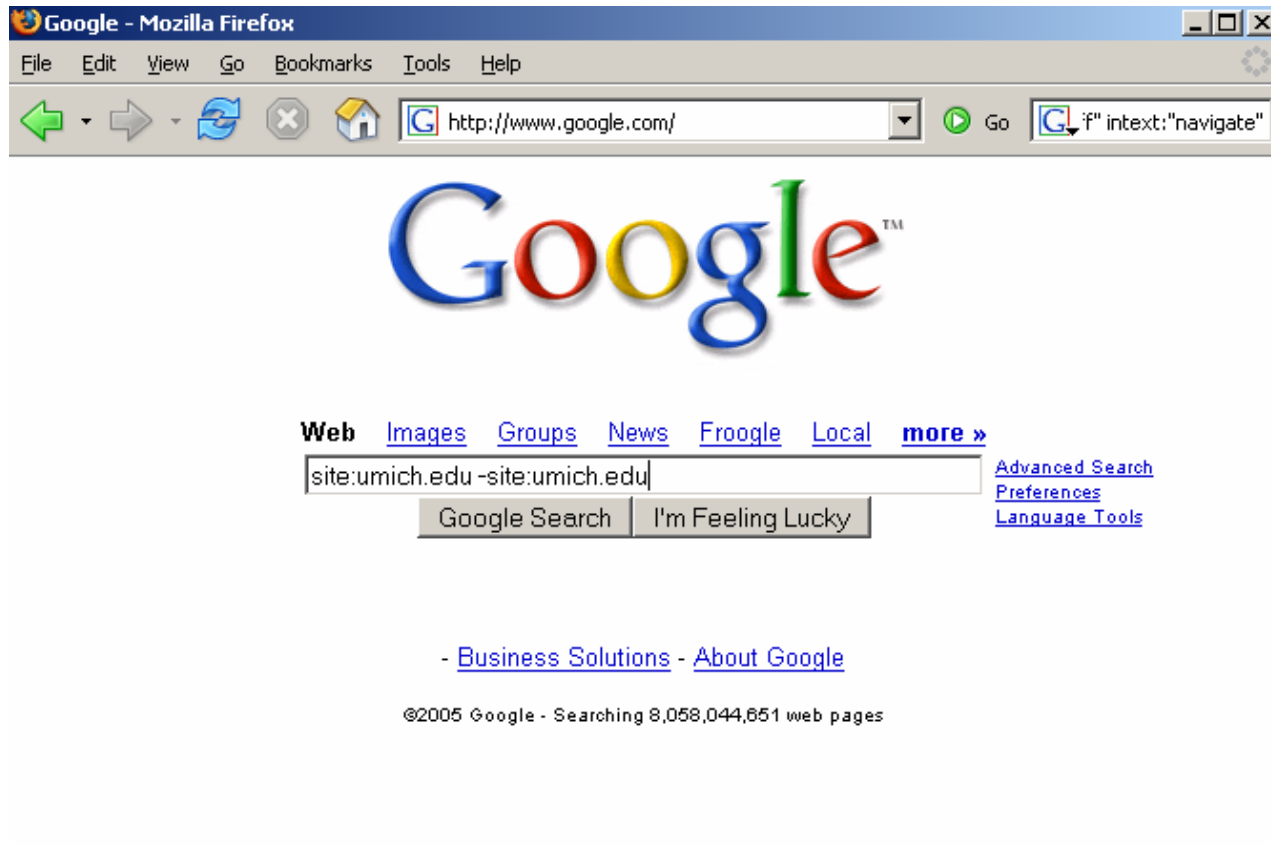 Google - Mozilla Firefox
File Edit View Go Bookmarks Tools Help
G http://www.google.com/ Go G f" intext:"navigate"
Google™
Web Images Groups News Froogle Local more »
site:umich.edu -site:umich.edu Advanced Search
Preferences
Google Search I'm Feeling Lucky Language Tools
- Business Solutions - About Google
©2005 Google - Searching 8,058,044,651 web pages